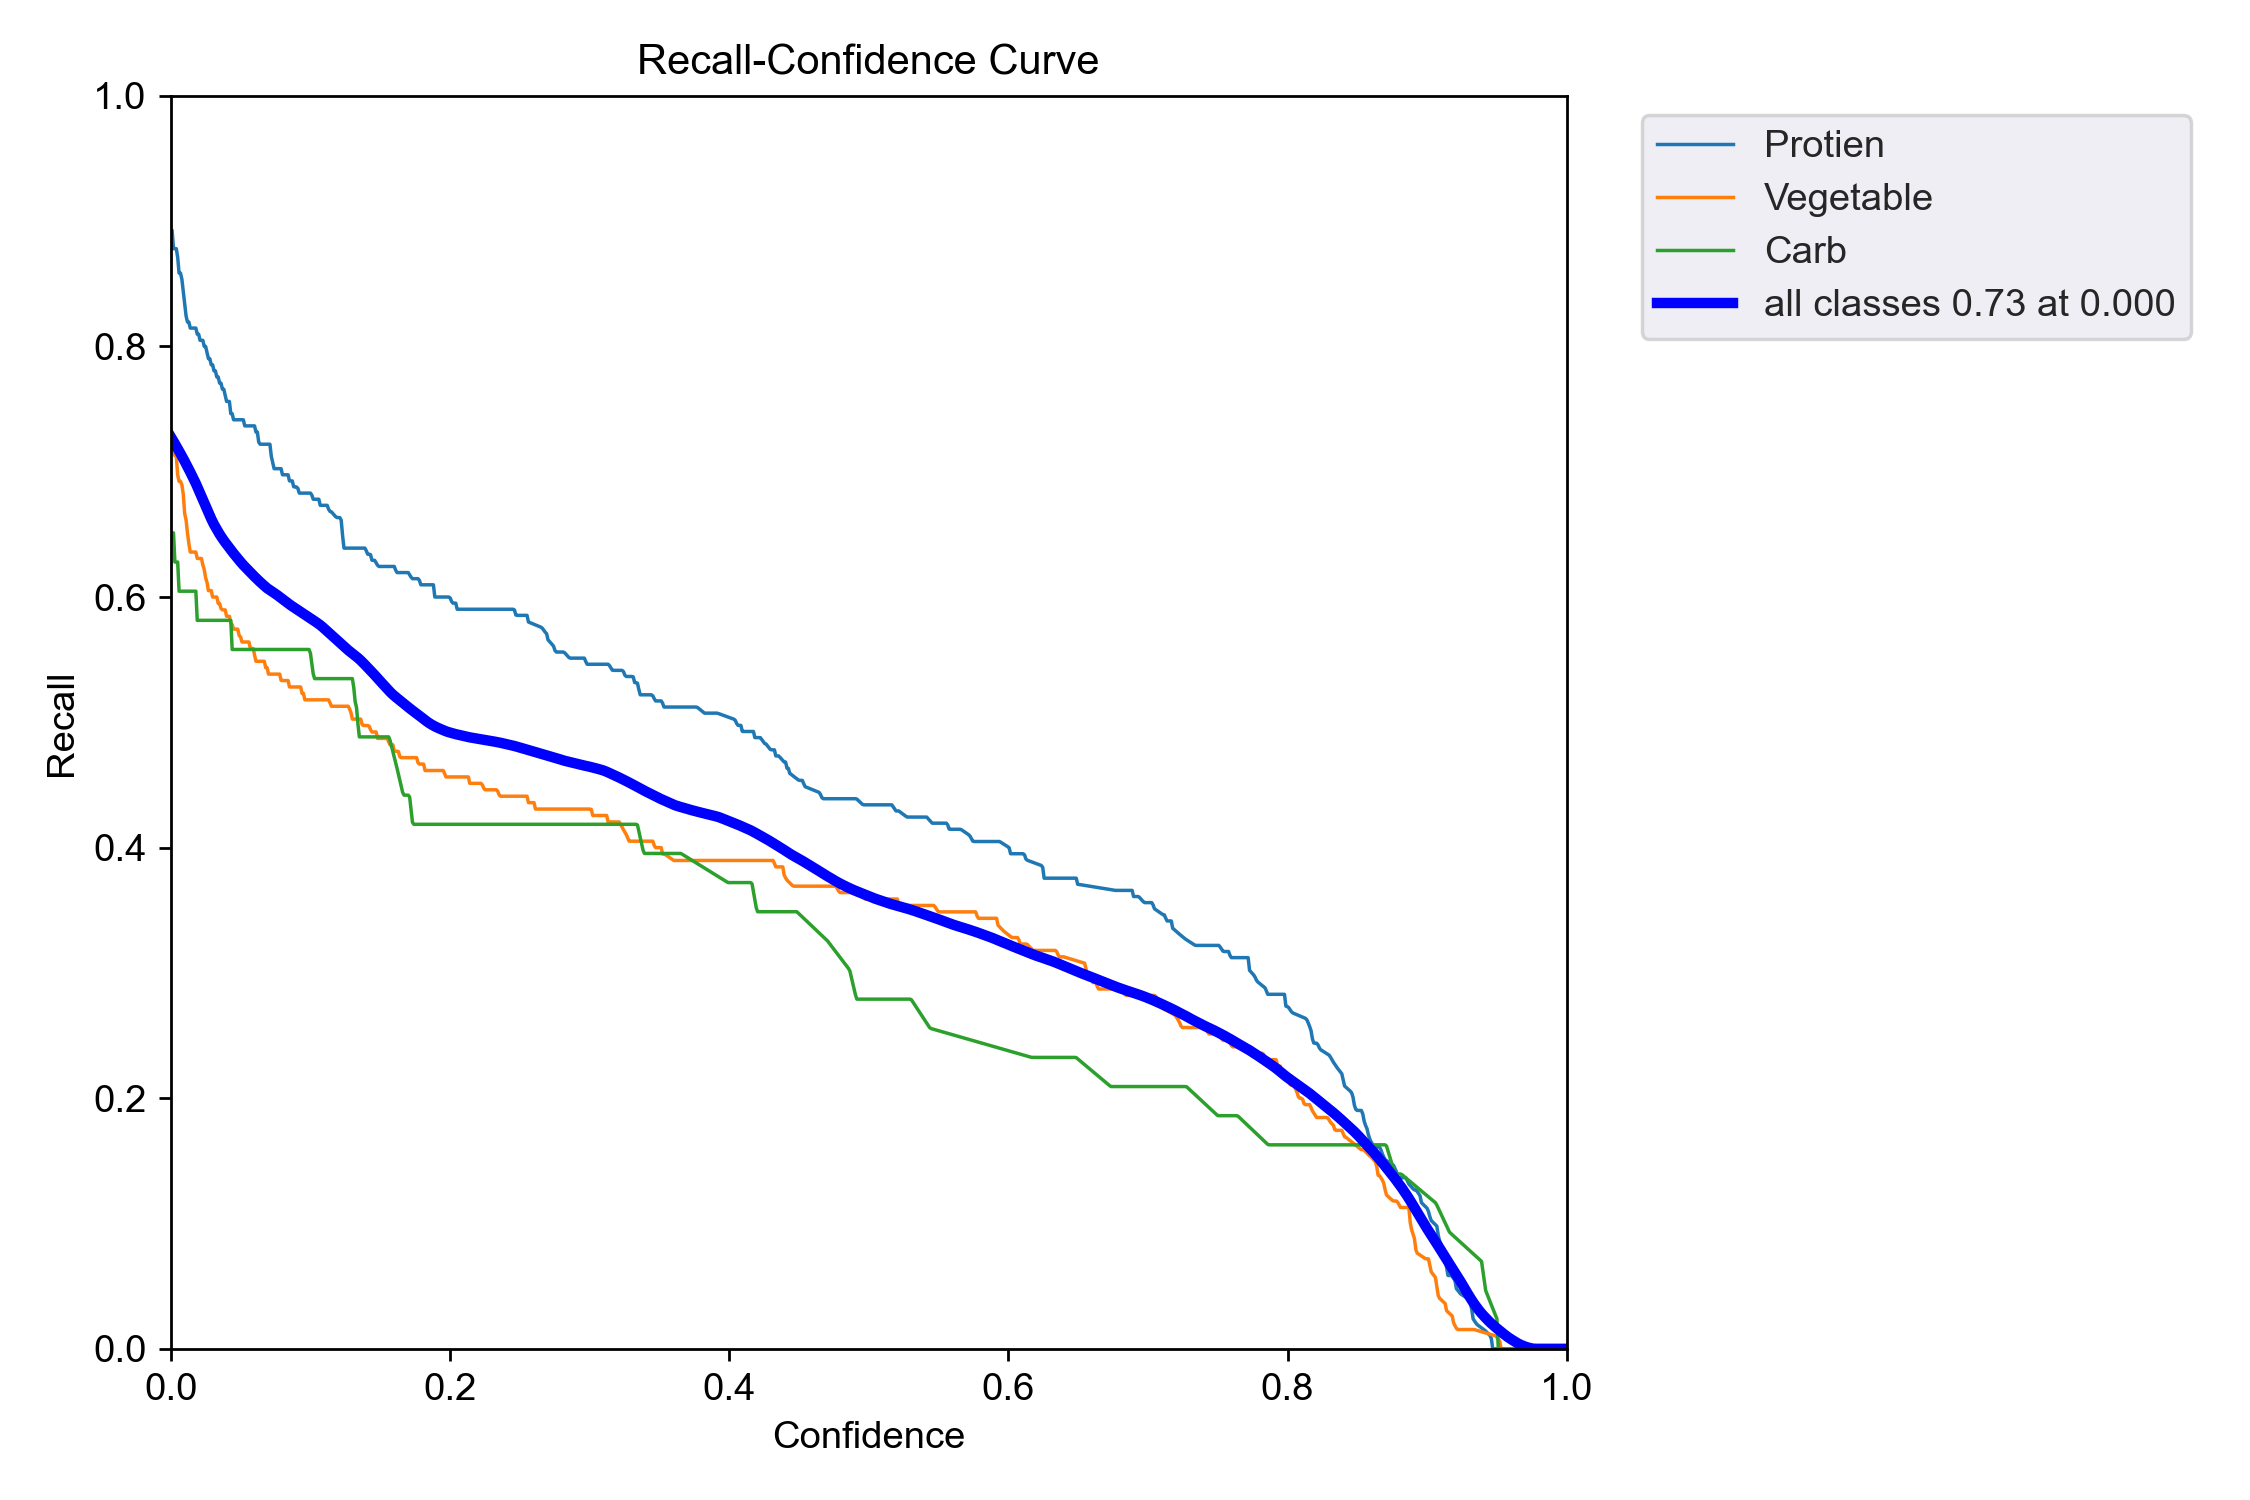 Recall-Confidence Curve
1.0
0.8
0.6
0.4
0.2
0.0
Recall
0.0 0.2 0.4 0.6 0.8 1.0
Confidence
Protien
Vegetable
Carb
all classes 0.73 at 0.000